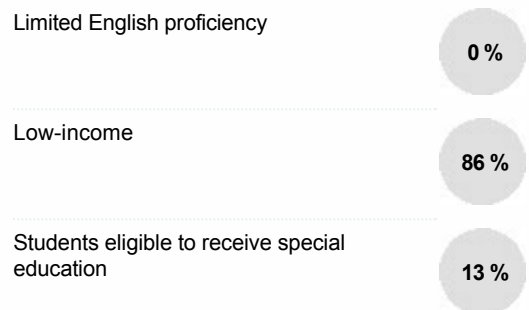 Limited English proficiency
0 %
Low-income
86 %
Students eligible to receive special
education
13 %